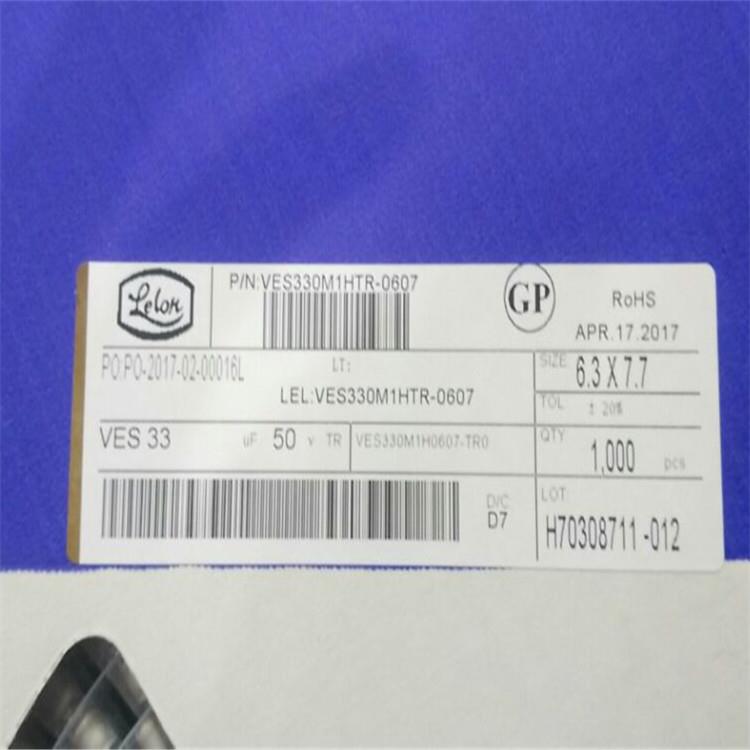 Lelon
P/N:VES330M1HTR-0607
GP
RoHS
APR.17.2017
PO:PO-2017-02-00016L
LT:
SIZE 6.3 X 7.7
LEL:VES330M1HTR-0607
TOL ± 20%
VES 33 uF 50 v TR
VES330M1H0607-TR0
QTY 1,000 pcs
D/C
D7
LOT
H70308711-012